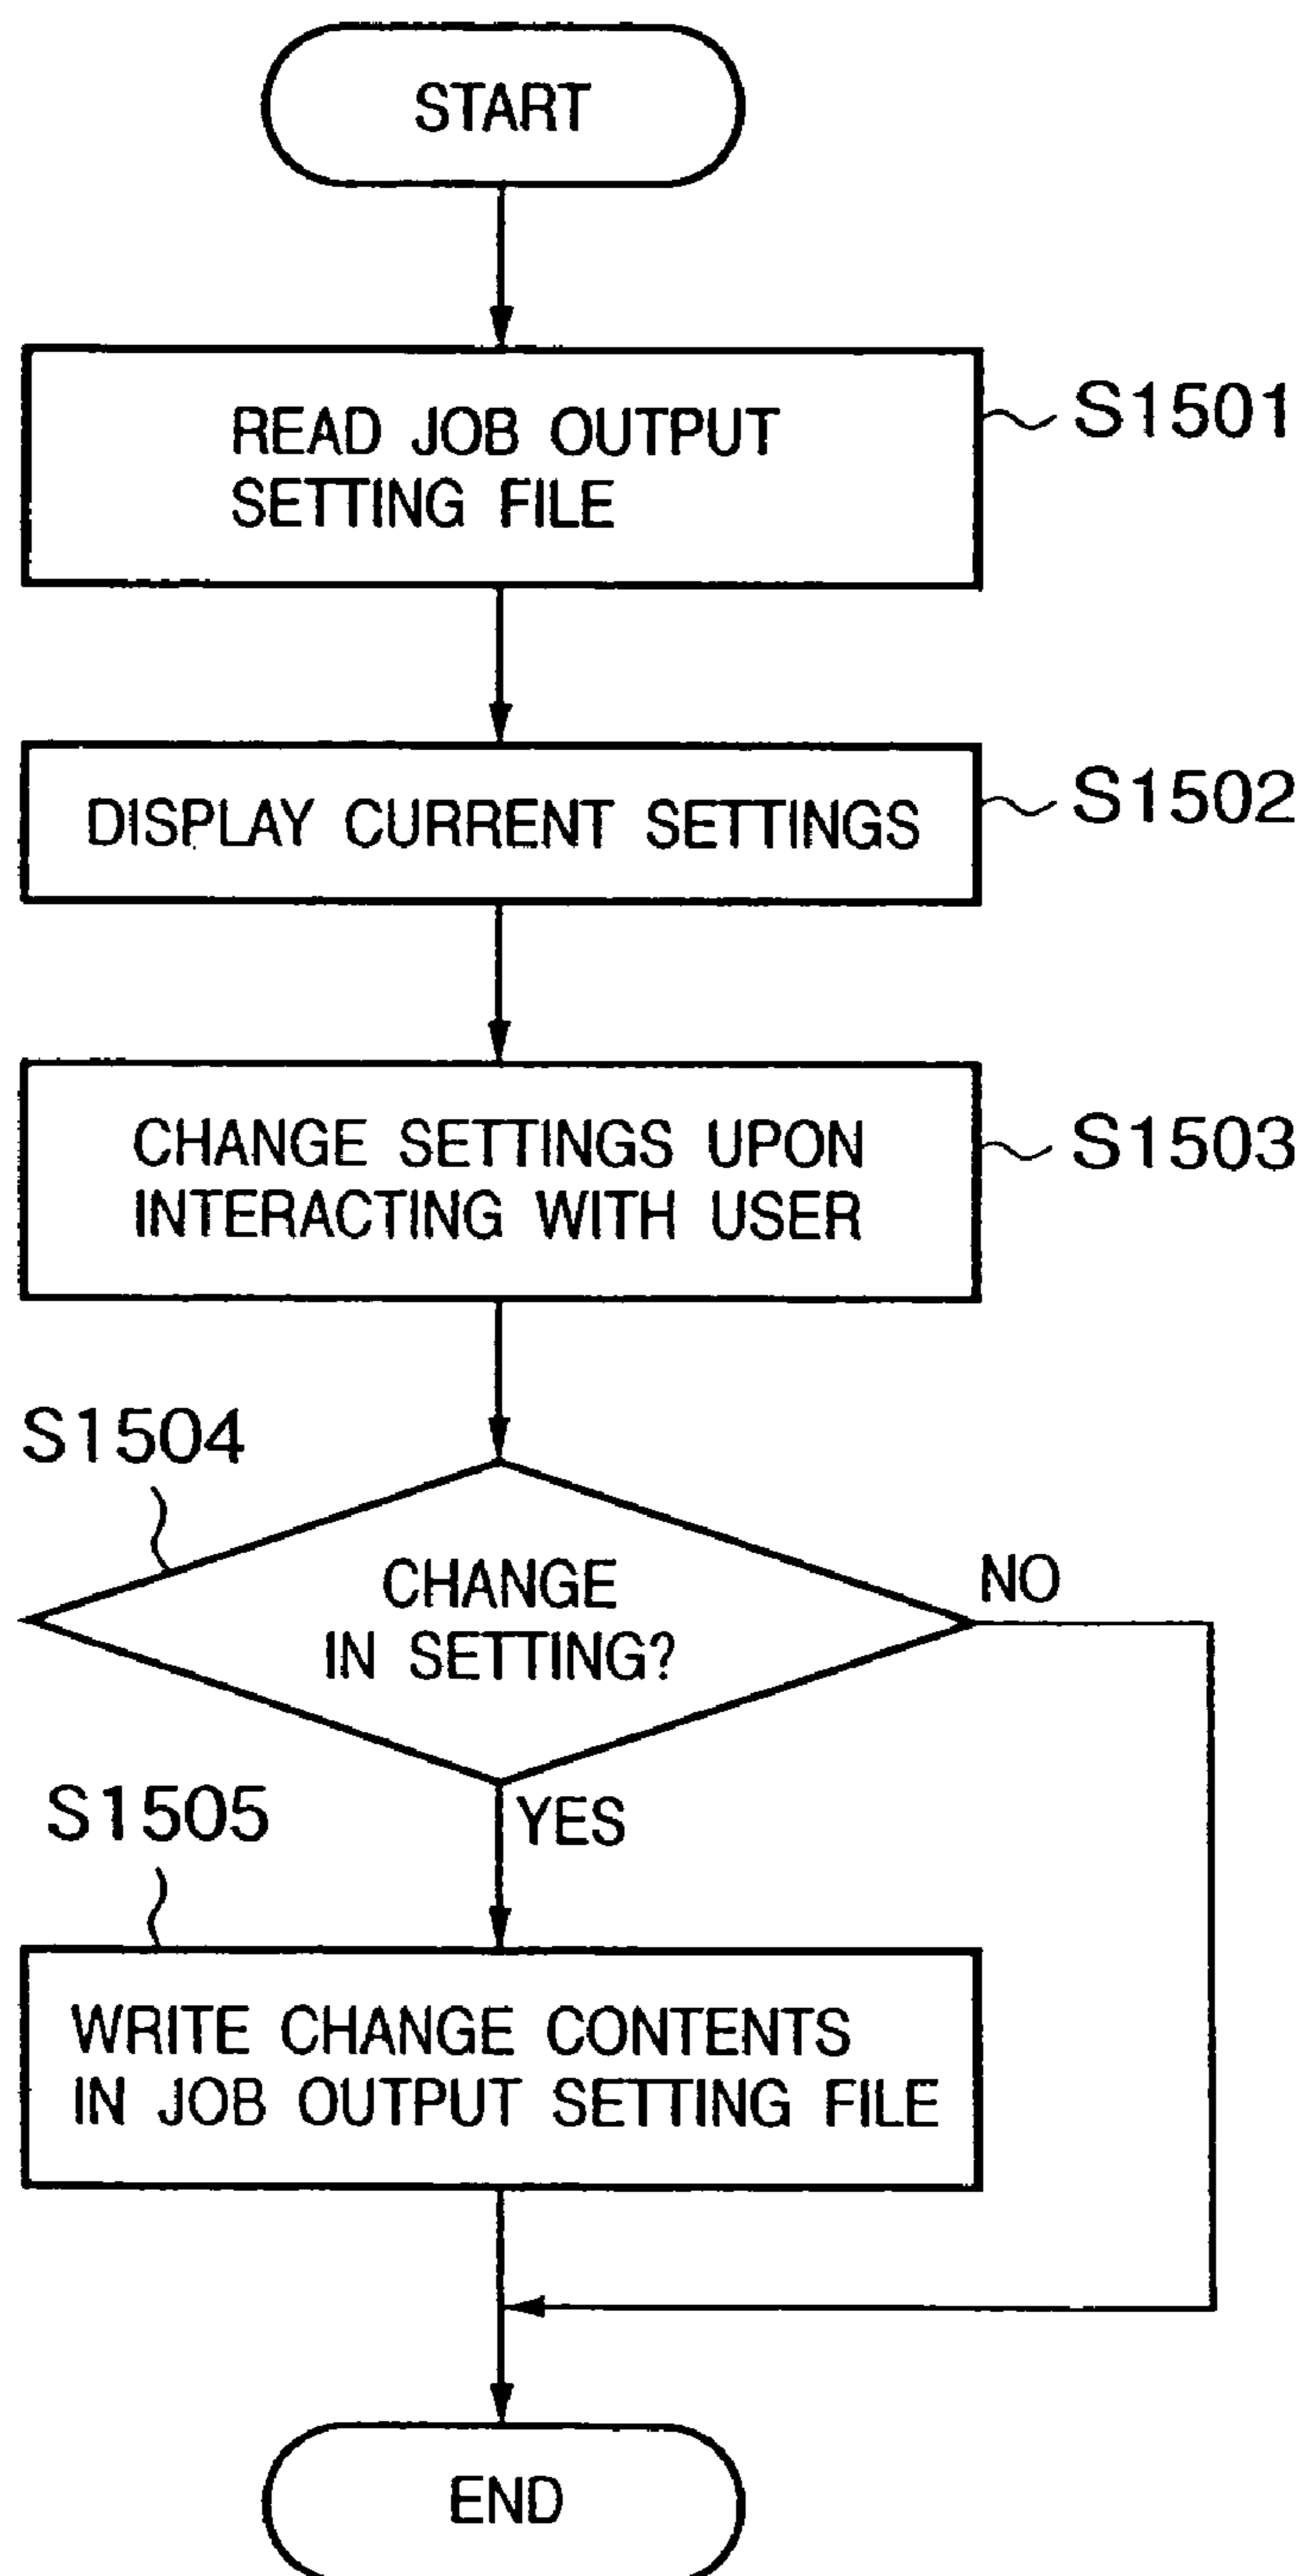 START
READ JOB OUTPUT
SETTING FILE
S1501
DISPLAY CURRENT SETTINGS
S1502
CHANGE SETTINGS UPON
INTERACTING WITH USER
S1503
S1504
CHANGE
IN SETTING?
NO
YES
S1505
WRITE CHANGE CONTENTS
IN JOB OUTPUT SETTING FILE
END